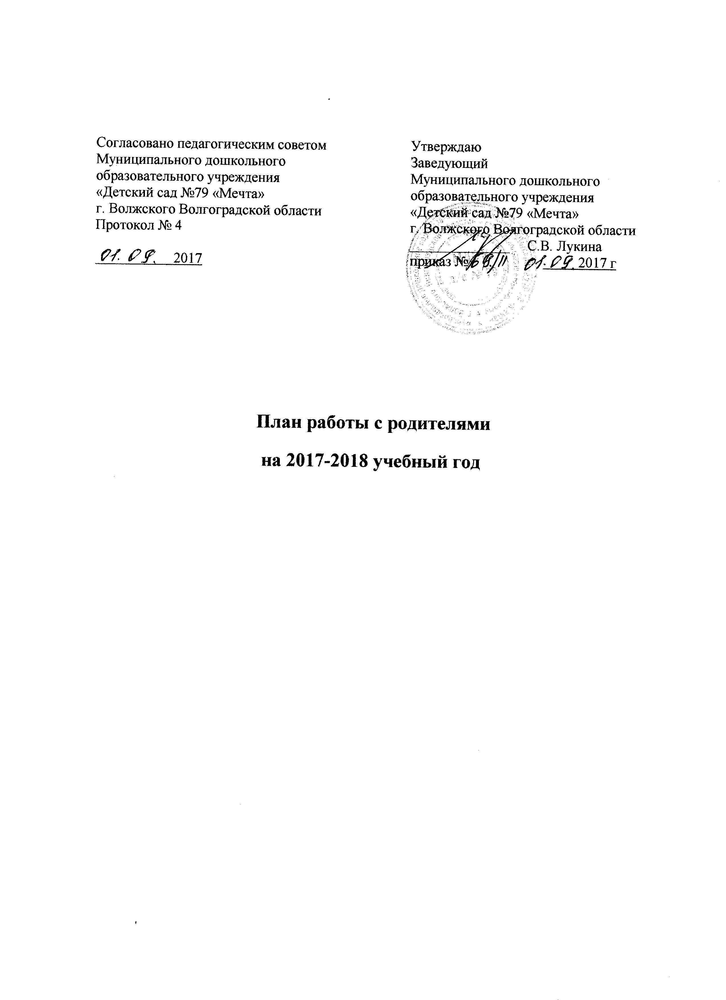 Согласовано педагогическим советом
Муниципального дошкольного
образовательного учреждения
«Детский сад №79 «Мечта»
г. Волжского Волгоградской области
Протокол № 4
01. 09. 2017
Утверждаю
Заведующий
Муниципального дошкольного
образовательного учреждения
«Детский сад №79 «Мечта»
г. Волжского Волгоградской области
С.В. Лукина
приказ № 01. 09. 2017 г
План работы с родителями
на 2017-2018 учебный год